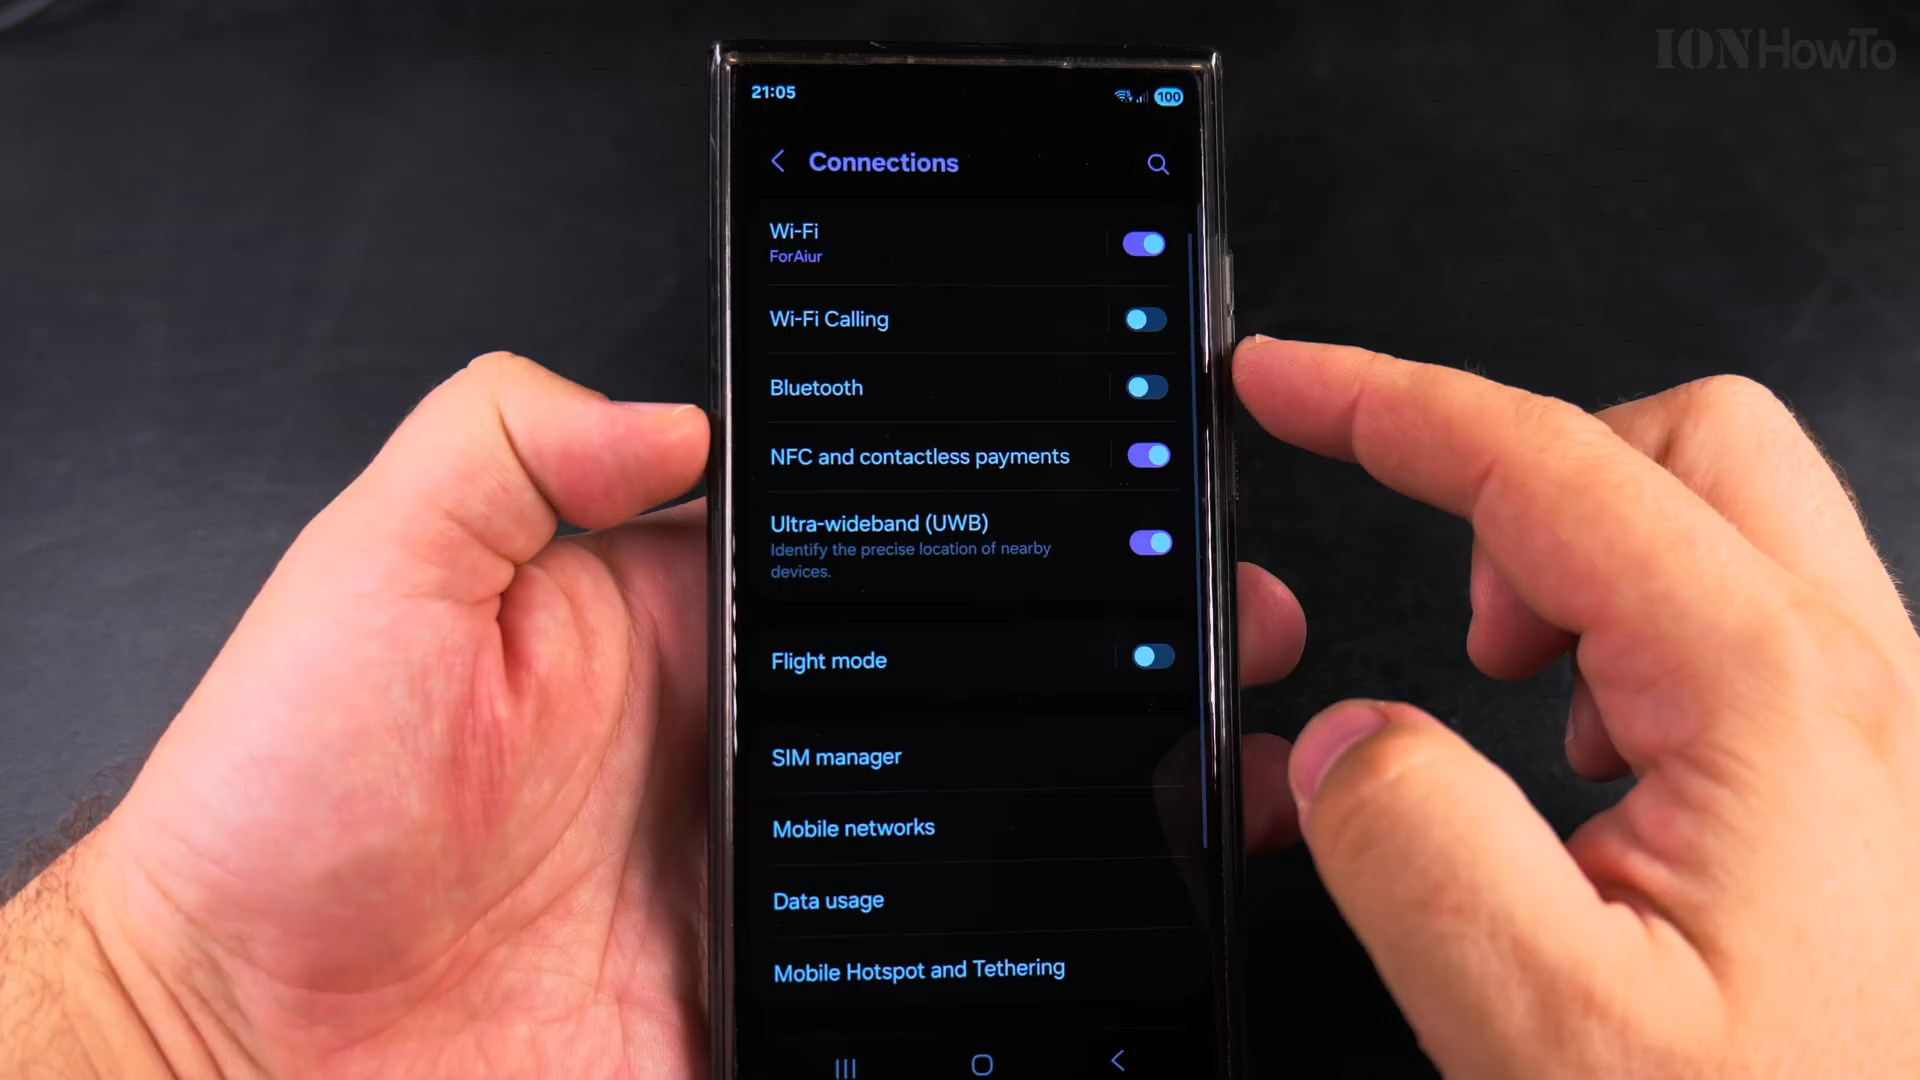 IONHowTo
21:05
100
Connections
Wi-Fi
ForAiur
Wi-Fi Calling
Bluetooth
NFC and contactless payments
Ultra-wideband (UWB)
Identify the precise location of nearby
devices.
Flight mode
SIM manager
Mobile networks
Data usage
Mobile Hotspot and Tethering